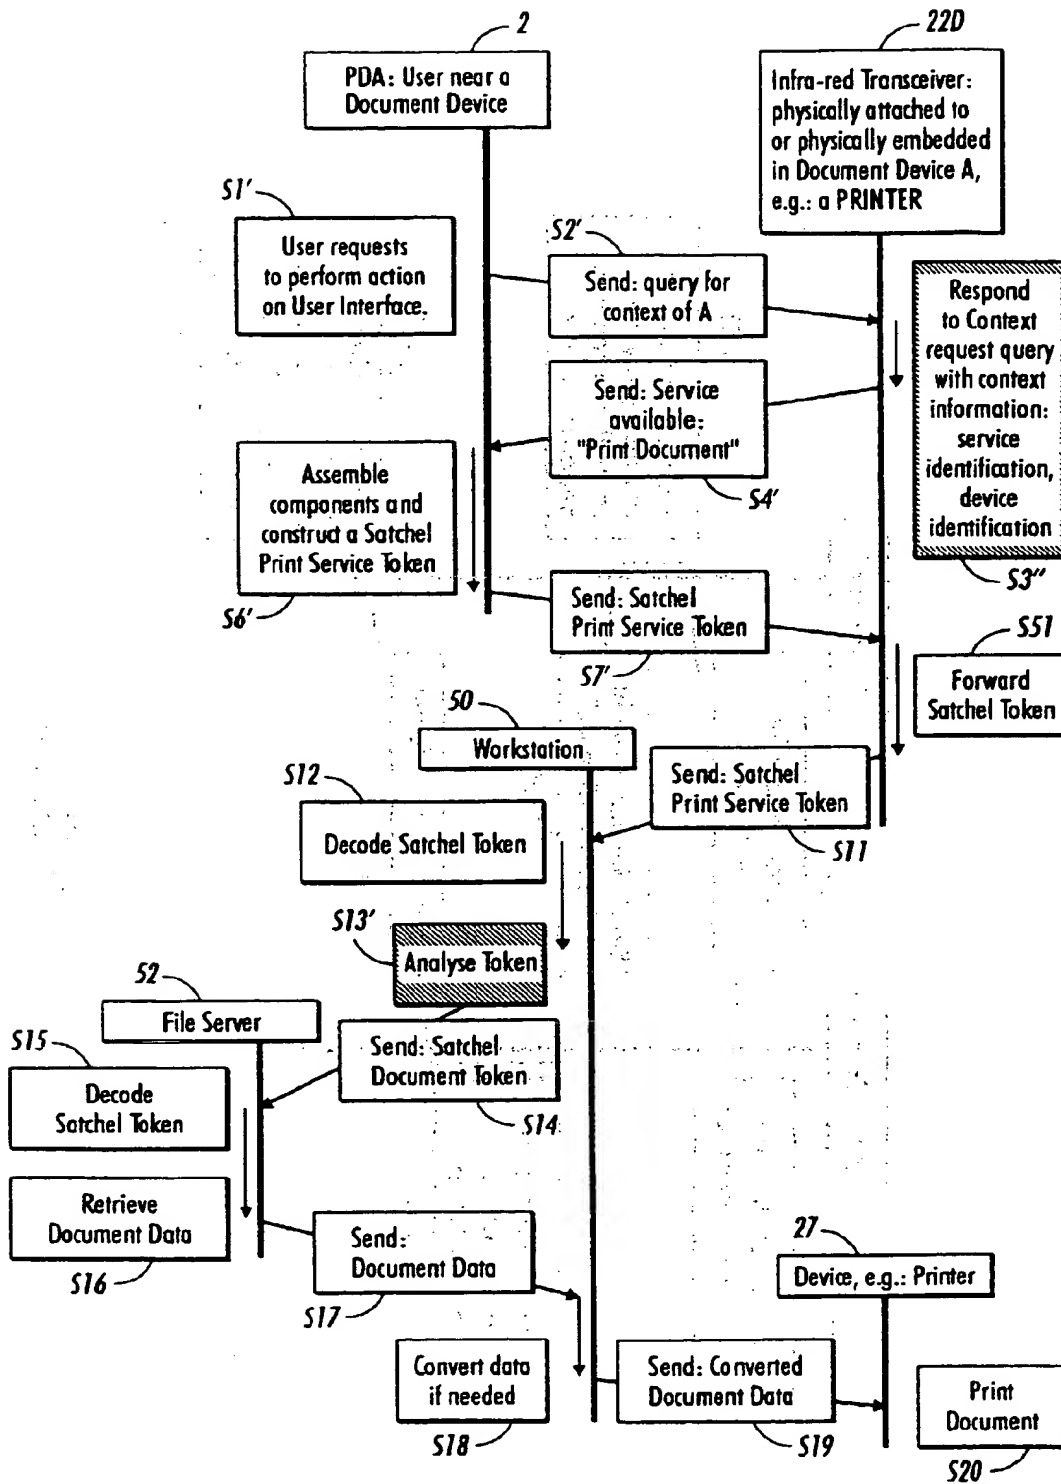 2
PDA: User near a
Document Device
22D
Infra-red Transceiver:
physically attached to
or physically embedded
in Document Device A,
e.g.: a PRINTER
S1'
User requests
to perform action
on User Interface.
S2'
Send: query for
context of A
Respond
to Context
request query
with context
information:
service
identification,
device
identification
S3''
Send: Service
available:
"Print Document"
S4'
Assemble
components and
construct a Satchel
Print Service Token
S6'
Send: Satchel
Print Service Token
S7'
S51
Forward
Satchel Token
50
Workstation
Send: Satchel
Print Service Token
S11
S12
Decode Satchel Token
S13'
Analyse Token
52
File Server
Send: Satchel
Document Token
S14
S15
Decode
Satchel Token
Retrieve
Document Data
S16
Send:
Document Data
S17
27
Device, e.g.: Printer
Convert data
if needed
S18
Send: Converted
Document Data
S19
Print
Document
S20